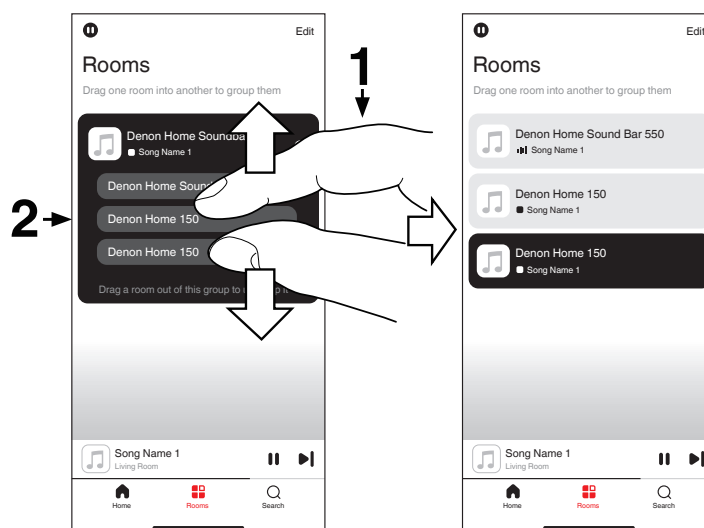 Edit
Rooms
Drag one room into another to group them
Denon Home Soundba
Song Name 1
Denon Home Soun
Denon Home 150
Denon Home 150
Drag a room out of this group to
Song Name 1
Living Room
Home
Rooms
Search
1
2
Edit
Rooms
Drag one room into another to group them
Denon Home Sound Bar 550
Song Name 1
Denon Home 150
Song Name 1
Denon Home 150
Song Name 1
Song Name 1
Living Room
Home
Rooms
Search